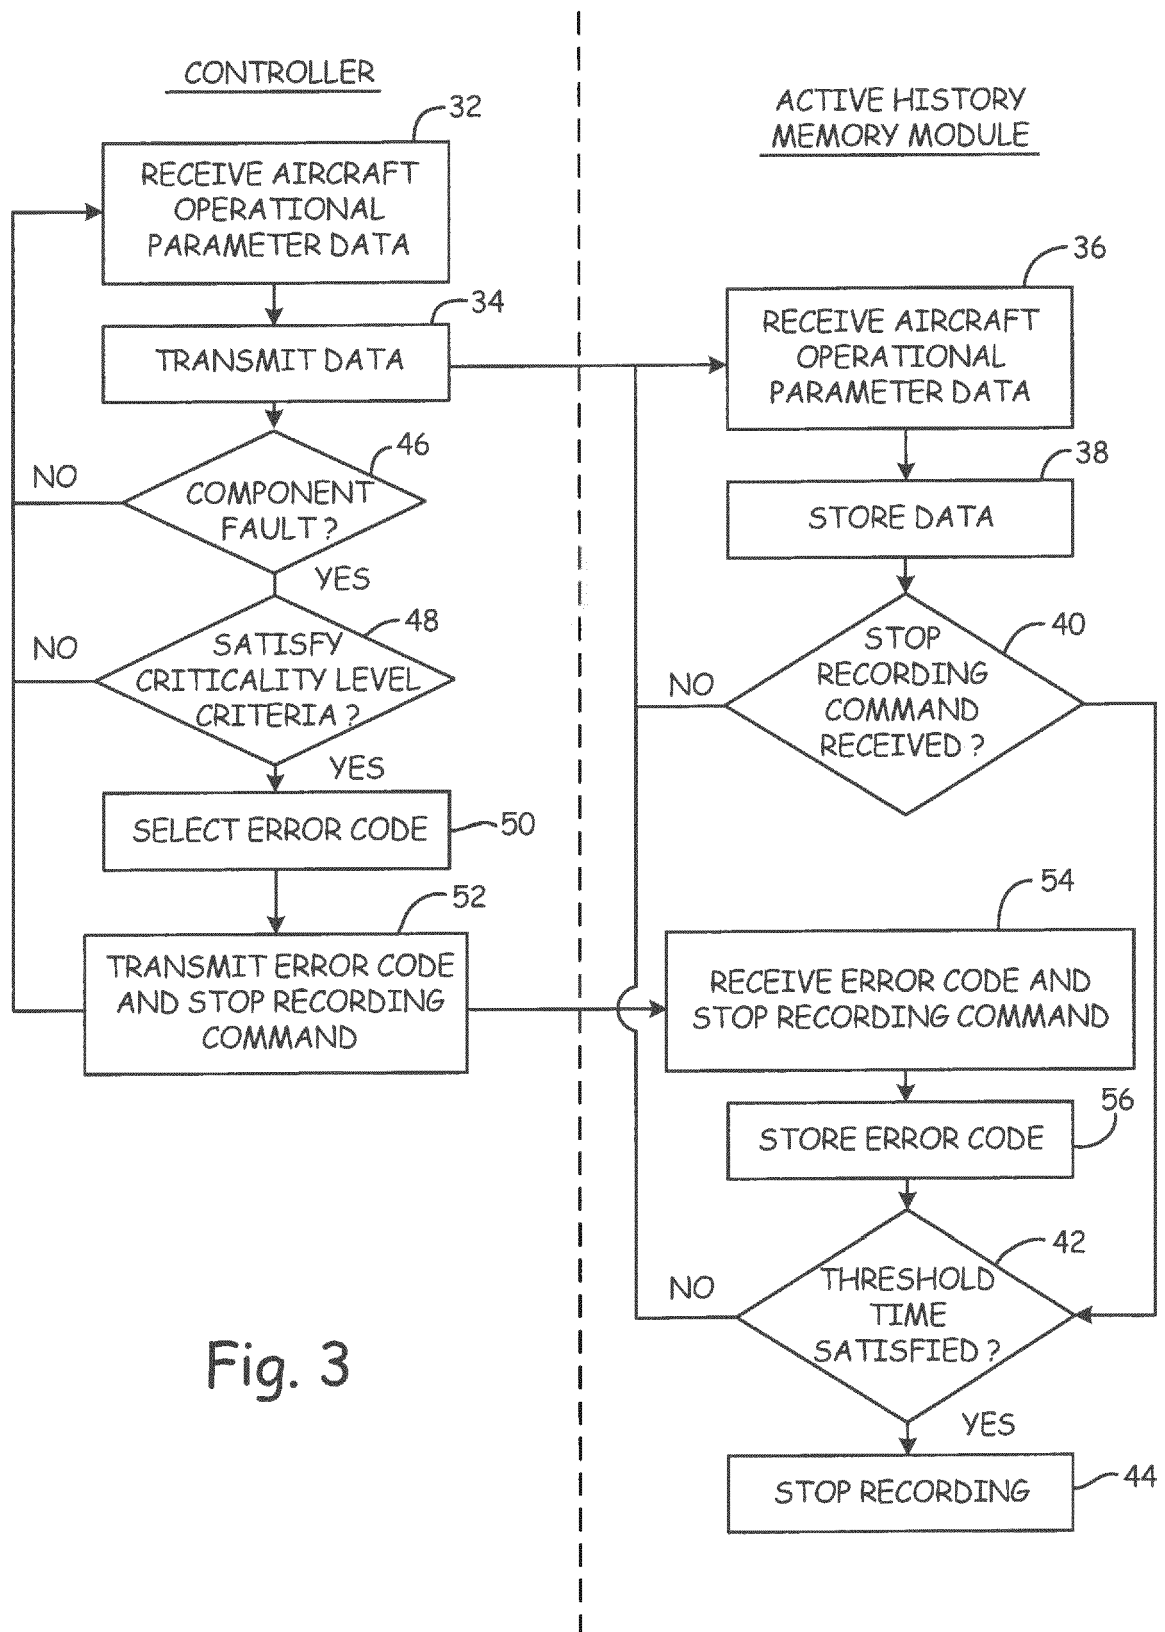 CONTROLLER
32
RECEIVE AIRCRAFT
OPERATIONAL
PARAMETER DATA
34
TRANSMIT DATA
46
NO
COMPONENT
FAULT?
YES
48
NO
SATISFY
CRITICALITY LEVEL
CRITERIA?
YES
SELECT ERROR CODE
50
52
TRANSMIT ERROR CODE
AND STOP RECORDING
COMMAND
ACTIVE HISTORY
MEMORY MODULE
36
RECEIVE AIRCRAFT
OPERATIONAL
PARAMETER DATA
38
STORE DATA
40
STOP
RECORDING
COMMAND
RECEIVED?
NO
54
RECEIVE ERROR CODE AND
STOP RECORDING COMMAND
56
STORE ERROR CODE
42
NO
THRESHOLD
TIME
SATISFIED?
YES
44
STOP RECORDING
Fig. 3